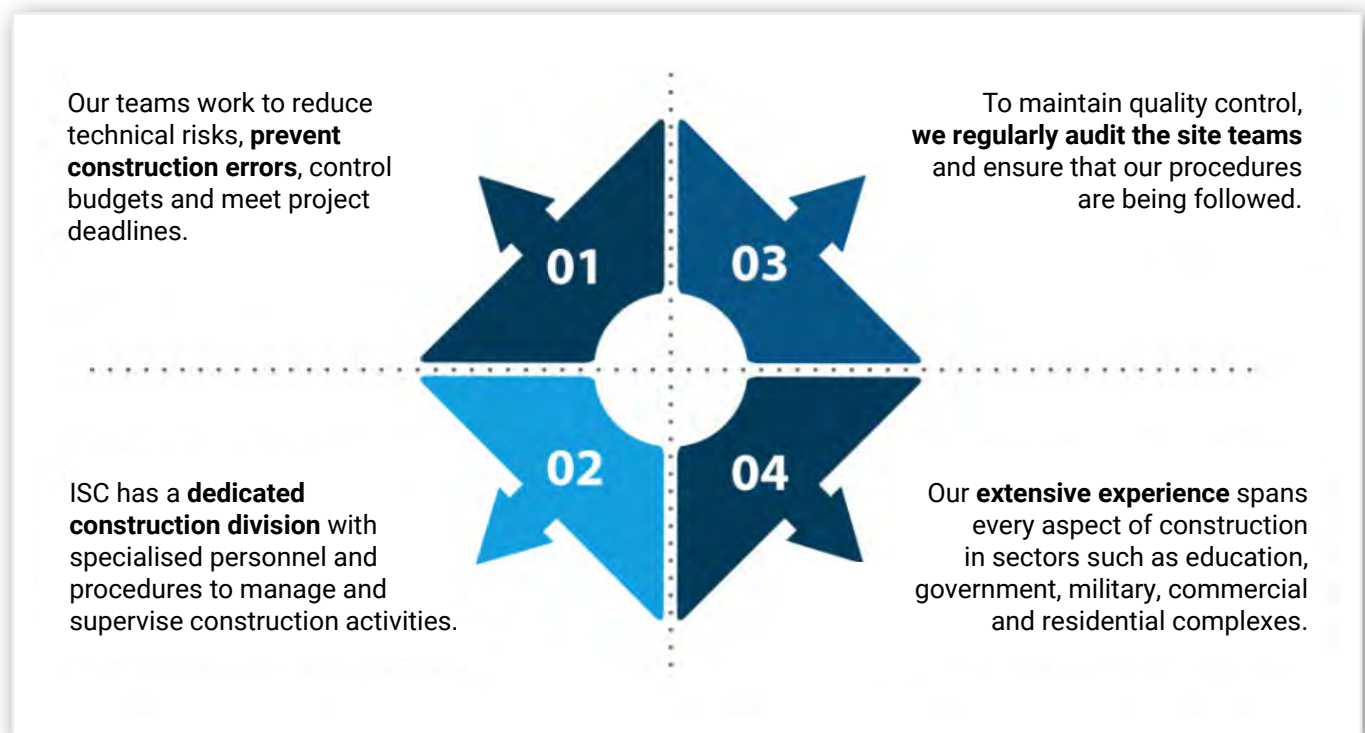 Our teams work to reduce
technical risks, prevent
construction errors, control
budgets and meet project
deadlines.
01
ISC has a dedicated
construction division with
specialised personnel and
procedures to manage and
supervise construction activities.
02
To maintain quality control,
we regularly audit the site teams
and ensure that our procedures
are being followed.
03
Our extensive experience spans
every aspect of construction
in sectors such as education,
government, military, commercial
and residential complexes.
04